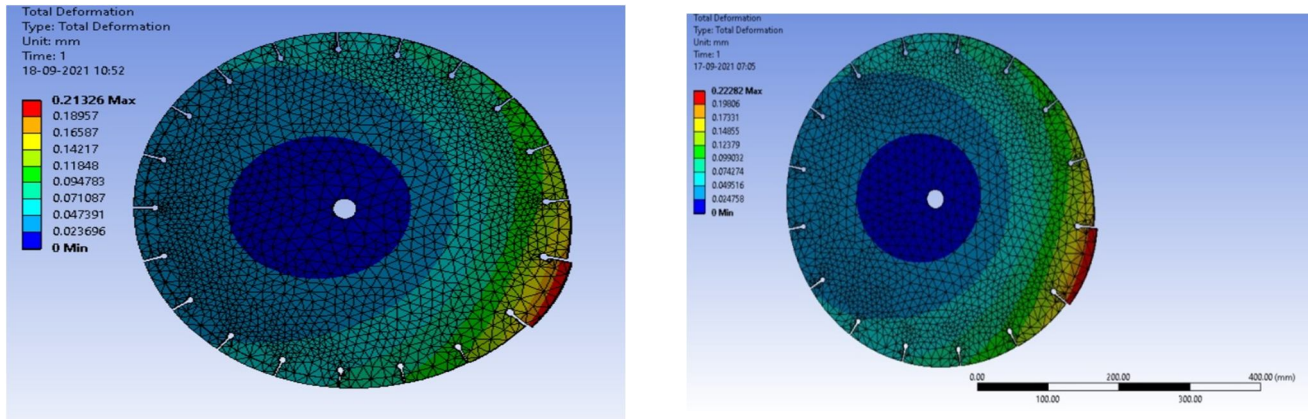 Total Deformation
Type: Total Deformation
Unit: mm
Time: 1
18-09-2021 10:52
0.21326 Max
0.18957
0.16587
0.14217
0.11848
0.094783
0.071087
0.047391
0.023696
0 Min
Total Deformation
Type: Total Deformation
Unit: mm
Time: 1
17-09-2021 07:05
0.22282 Max
0.19806
0.17331
0.14855
0.12379
0.099032
0.074274
0.049516
0.024758
0 Min
0.00 200.00 400.00 (mm)
100.00 300.00